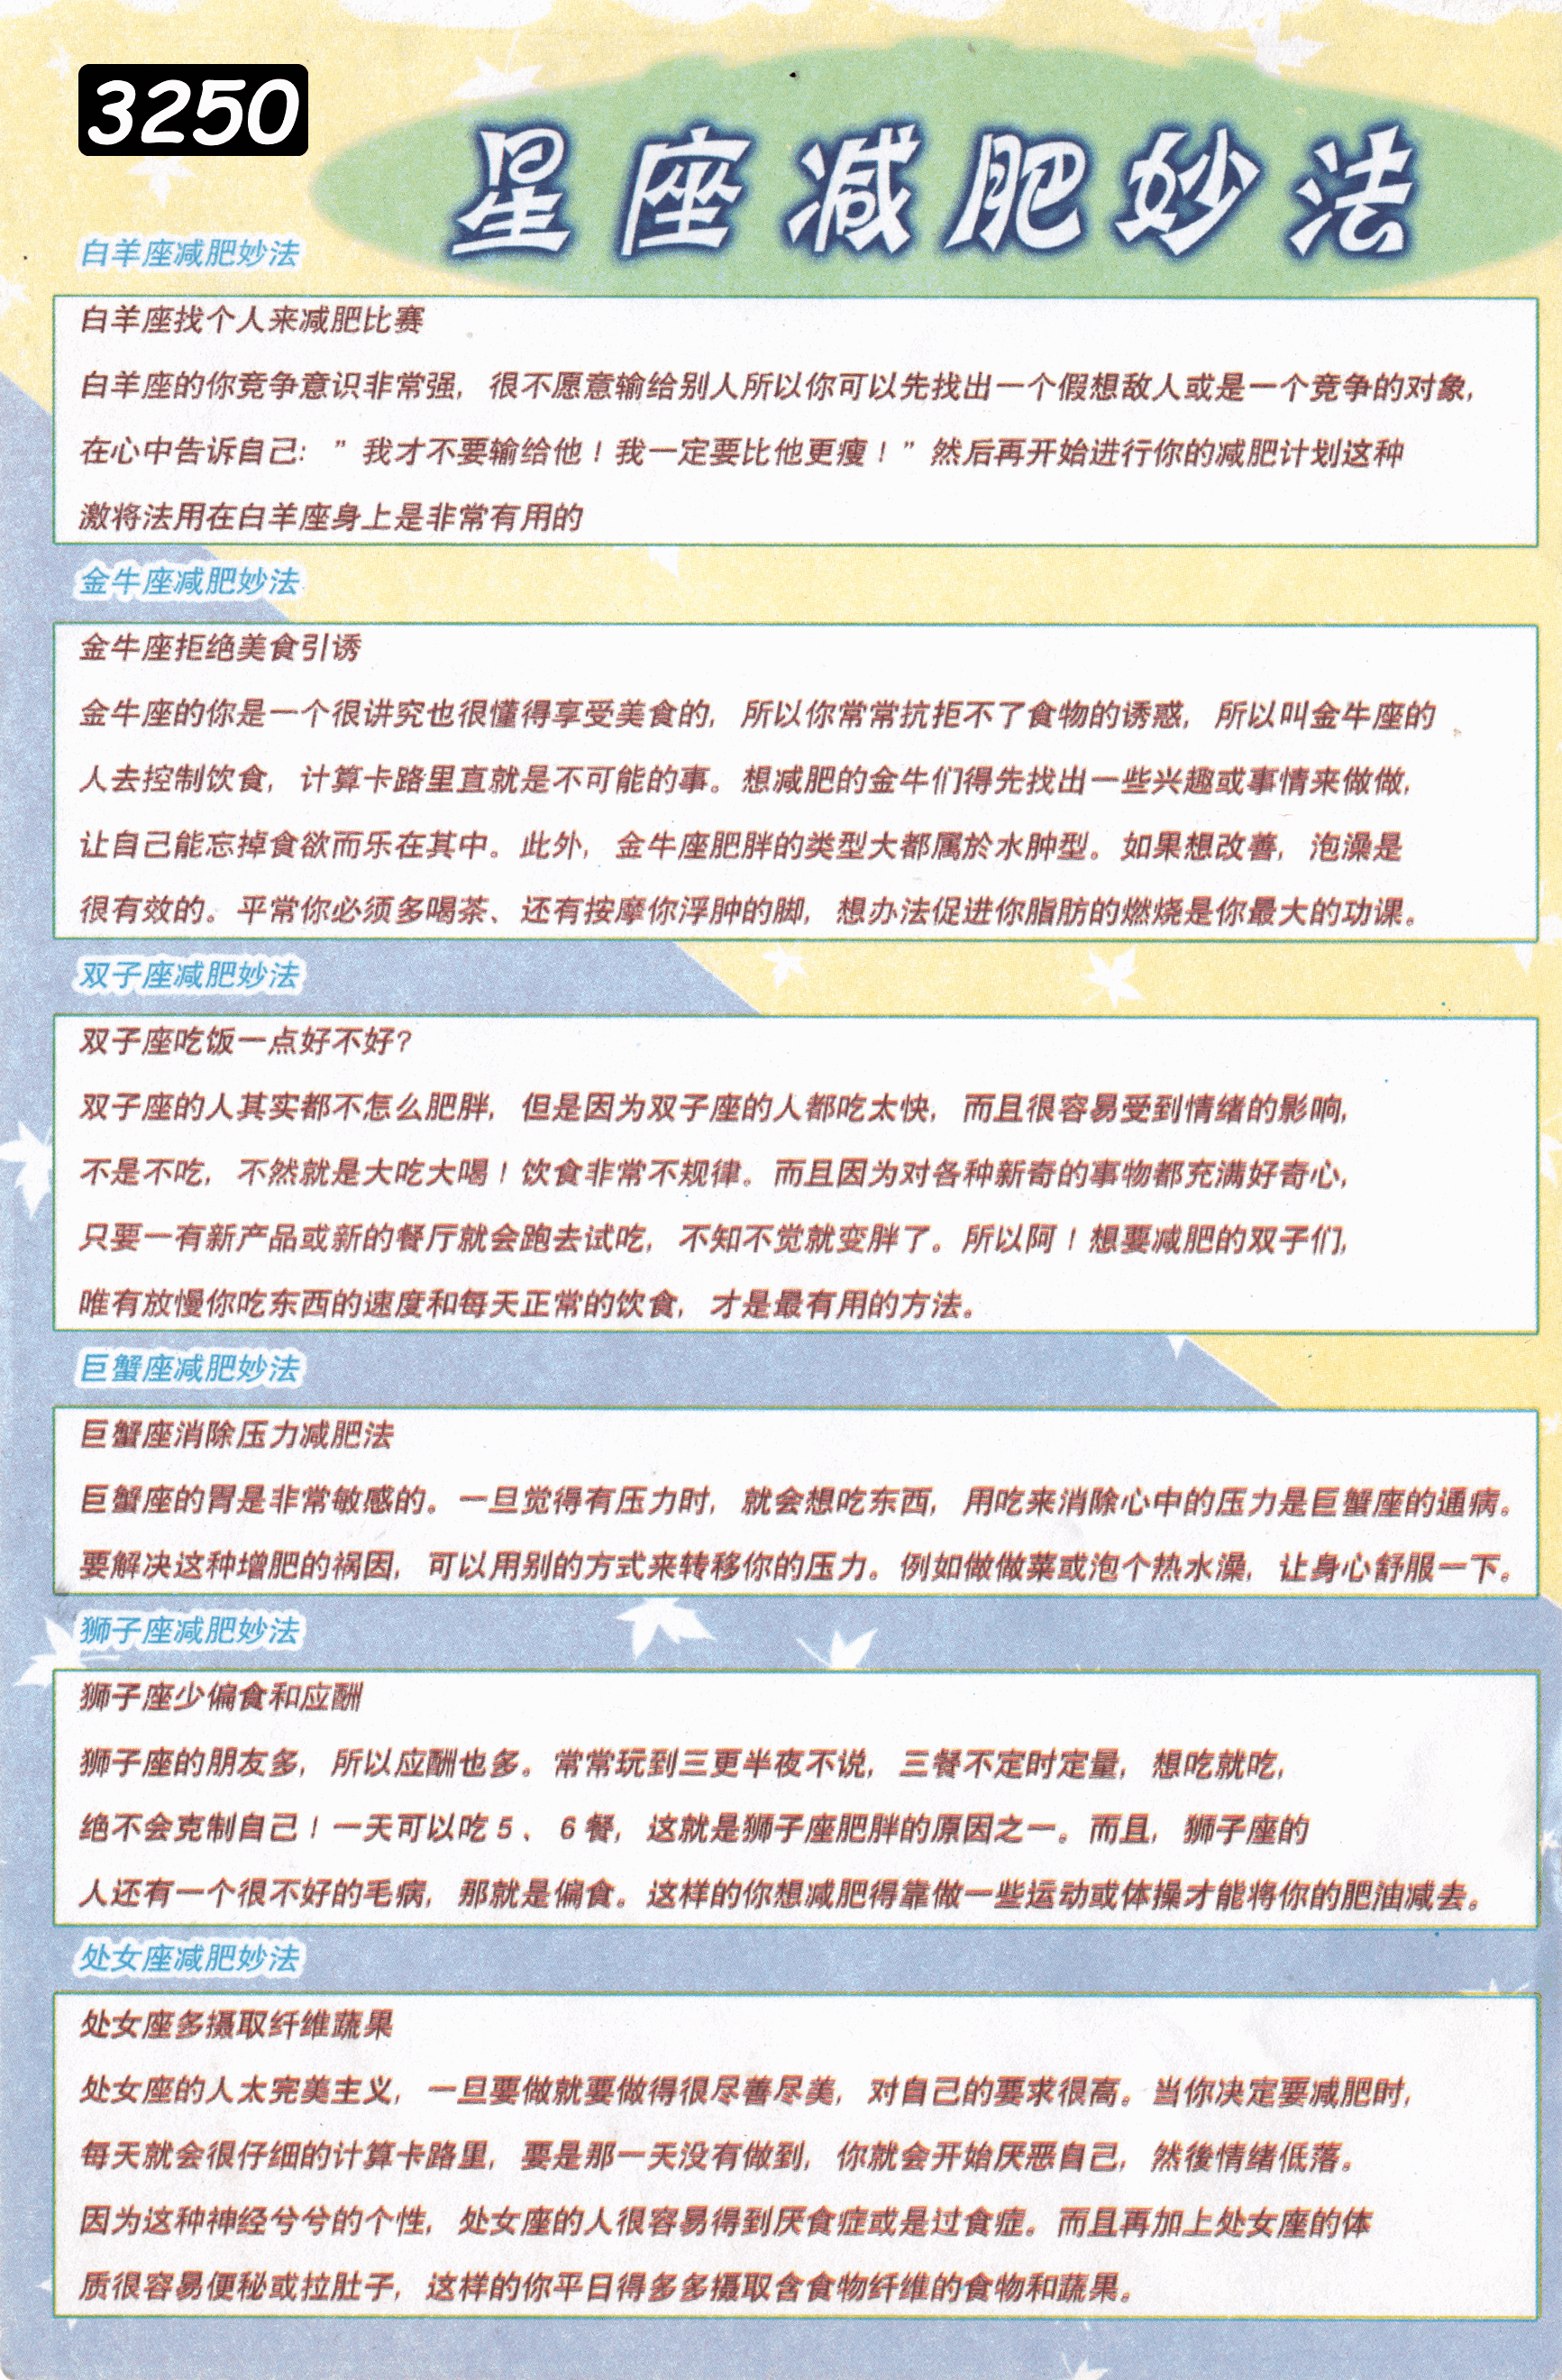 3250
星座减肥妙法
白羊座减肥妙法
白羊座找个人来减肥比赛
白羊座的你竞争意识非常强，很不愿意输给别人所以你可以先找出一个假想敌人或是一个竞争的对象，
在心中告诉自己：”我才不要输给他！我一定要比他更瘦！”然后再开始进行你的减肥计划这种
激将法用在白羊座身上是非常有用的
金牛座减肥妙法
金牛座拒绝美食引诱
金牛座的你是一个很讲究也很懂得享受美食的，所以你常常抗拒不了食物的诱惑，所以叫金牛座的
人去控制饮食，计算卡路里直就是不可能的事。想减肥的金牛们得先找出一些兴趣或事情来做做，
让自己能忘掉食欲而乐在其中。此外，金牛座肥胖的类型大都属於水肿型。如果想改善，泡澡是
很有效的。平常你必须多喝茶、还有按摩你浮肿的脚，想办法促进你脂肪的燃烧是你最大的功课。
双子座减肥妙法
双子座吃饭一点好不好？
双子座的人其实都不怎么肥胖，但是因为双子座的人都吃太快，而且很容易受到情绪的影响，
不是不吃，不然就是大吃大喝！饮食非常不规律。而且因为对各种新奇的事物都充满好奇心，
只要一有新产品或新的餐厅就会跑去试吃，不知不觉就变胖了。所以阿！想要减肥的双子们，
唯有放慢你吃东西的速度和每天正常的饮食，才是最有用的方法。
巨蟹座减肥妙法
巨蟹座消除压力减肥法
巨蟹座的胃是非常敏感的。一旦觉得有压力时，就会想吃东西，用吃来消除心中的压力是巨蟹座的通病。
要解决这种增肥的祸因，可以用别的方式来转移你的压力。例如做做菜或泡个热水澡，让身心舒服一下。
狮子座减肥妙法
狮子座少偏食和应酬
狮子座的朋友多，所以应酬也多。常常玩到三更半夜不说，三餐不定时定量，想吃就吃，
绝不会克制自己！一天可以吃5、6餐，这就是狮子座肥胖的原因之一。而且，狮子座的
人还有一个很不好的毛病，那就是偏食。这样的你想减肥得靠做一些运动或体操才能将你的肥油减去。
处女座减肥妙法
处女座多摄取纤维蔬果
处女座的人太完美主义，一旦要做就要做得很尽善尽美，对自己的要求很高。当你决定要减肥时，
每天就会很仔细的计算卡路里，要是那一天没有做到，你就会开始厌恶自己，然後情绪低落。
因为这种神经兮兮的个性，处女座的人很容易得到厌食症或是过食症。而且再加上处女座的体
质很容易便秘或拉肚子，这样的你平日得多多摄取含食物纤维的食物和蔬果。